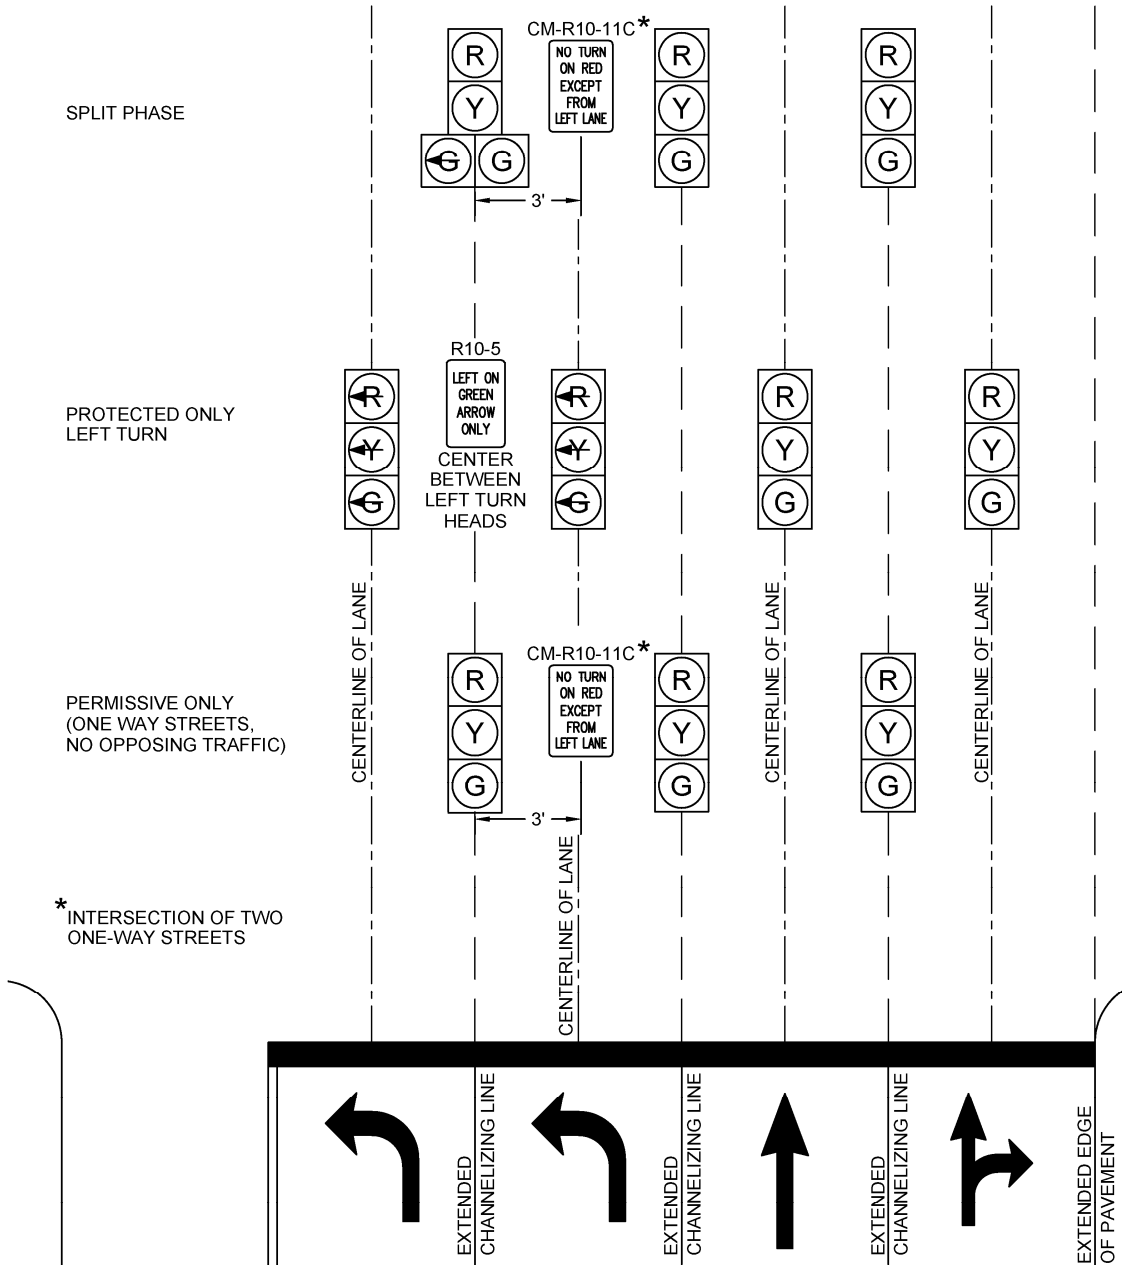 SPLIT PHASE
R
Y
G G
CM-R10-11C*
NO TURN
ON RED
EXCEPT
FROM
LEFT LANE
3'
R
Y
G
R
Y
G
PROTECTED ONLY
LEFT TURN
R
Y
G
R10-5
LEFT ON
GREEN
ARROW
ONLY
CENTER
BETWEEN
LEFT TURN
HEADS
R
Y
G
R
Y
G
R
Y
G
CENTERLINE OF LANE
CENTERLINE OF LANE
CENTERLINE OF LANE
PERMISSIVE ONLY
(ONE WAY STREETS,
NO OPPOSING TRAFFIC)
R
Y
G
CM-R10-11C*
NO TURN
ON RED
EXCEPT
FROM
LEFT LANE
3'
R
Y
G
R
Y
G
CENTERLINE OF LANE
*INTERSECTION OF TWO
ONE-WAY STREETS
EXTENDED
CHANNELIZING LINE
EXTENDED
CHANNELIZING LINE
EXTENDED
CHANNELIZING LINE
EXTENDED EDGE
OF PAVEMENT